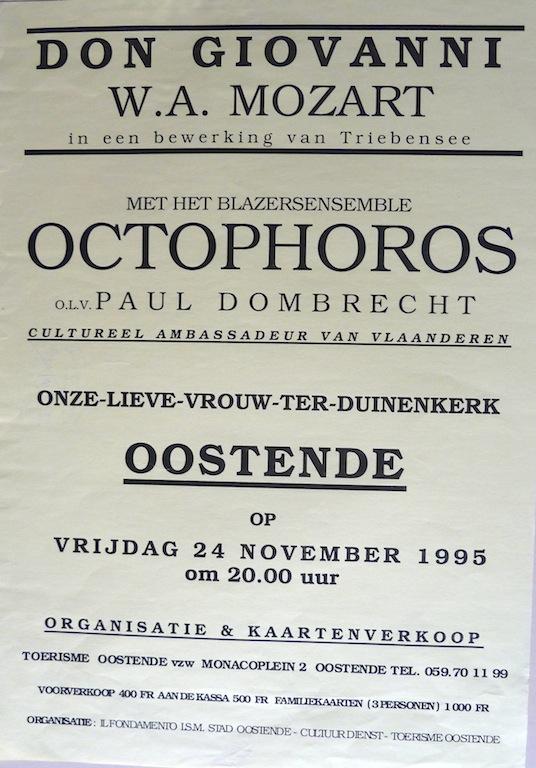 DON GIOVANNI
W.A. MOZART
in een bewerking van Triebensee
MET HET BLAZERSENSEMBLE
OCTOPHOROS
O.L.V. PAUL DOMBRECHT
CULTUREEL AMBASSADEUR VAN VLAANDEREN
ONZE-LIEVE-VROUW-TER-DUINENKERK
OOSTENDE
OP
VRIJDAG 24 NOVEMBER 1995
om 20.00 uur
ORGANISATIE & KAARTENVERKOOP
TOERISME OOSTENDE vzw MONACOPLEIN 2 OOSTENDE TEL. 059.70 11 99
VOORVERKOOP 400 FR AAN DE KASSA 500 FR FAMILIEKAARTEN (3 PERSONEN) 1000 FR
ORGANISATIE : IL FONDAMENTO I.S.M. STAD OOSTENDE - CULTUURDIENST - TOERISME OOSTENDE